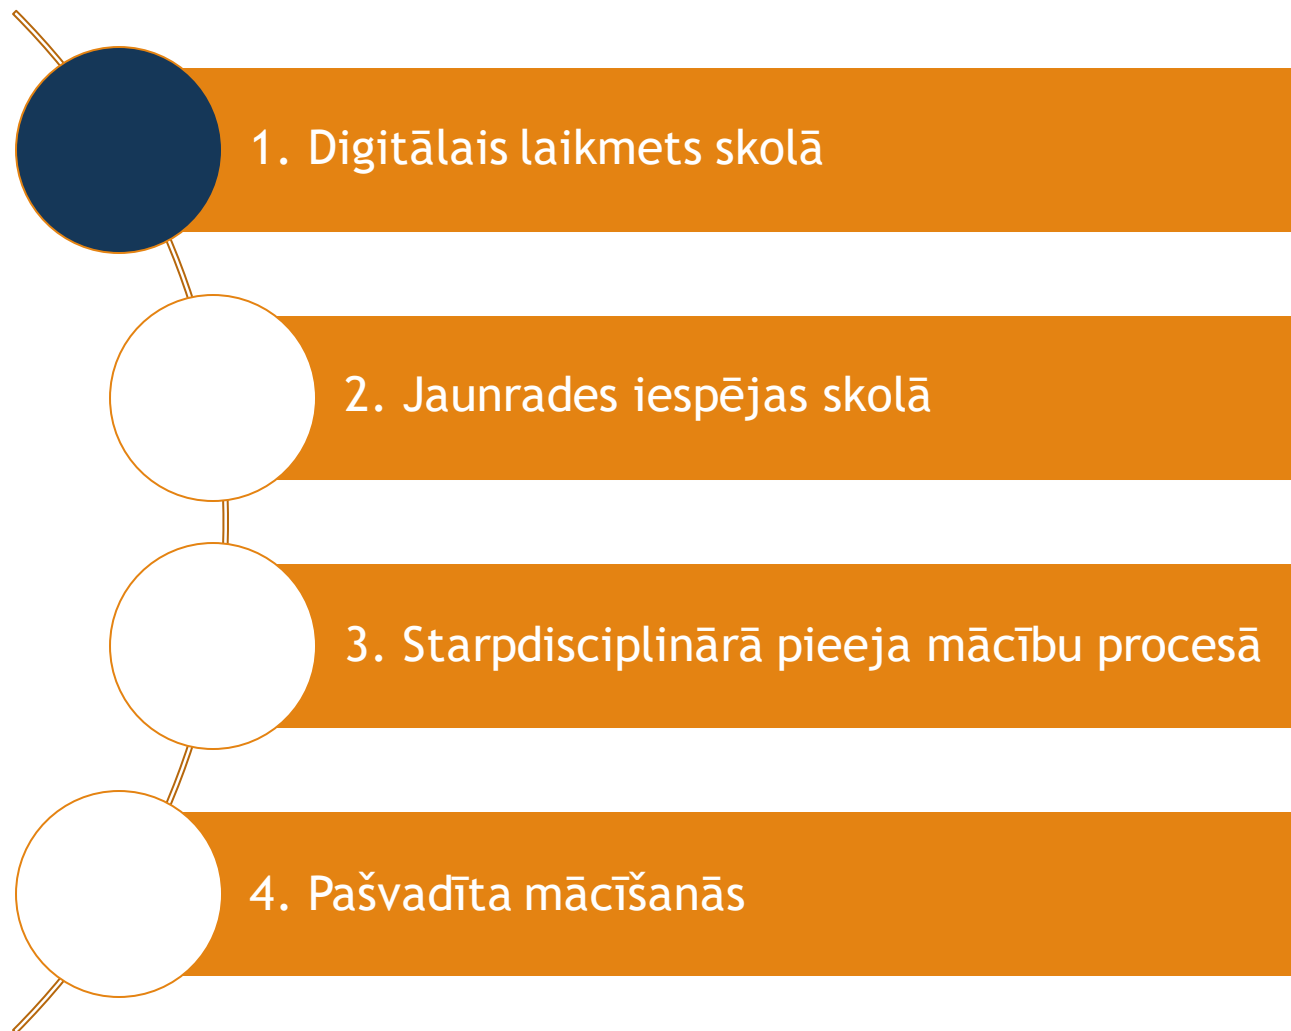 1. Digitālais laikmets skolā
2. Jaunrades iespējas skolā
3. Starpdisciplinārā pieeja mācību procesā
4. Pašvadīta mācīšanās